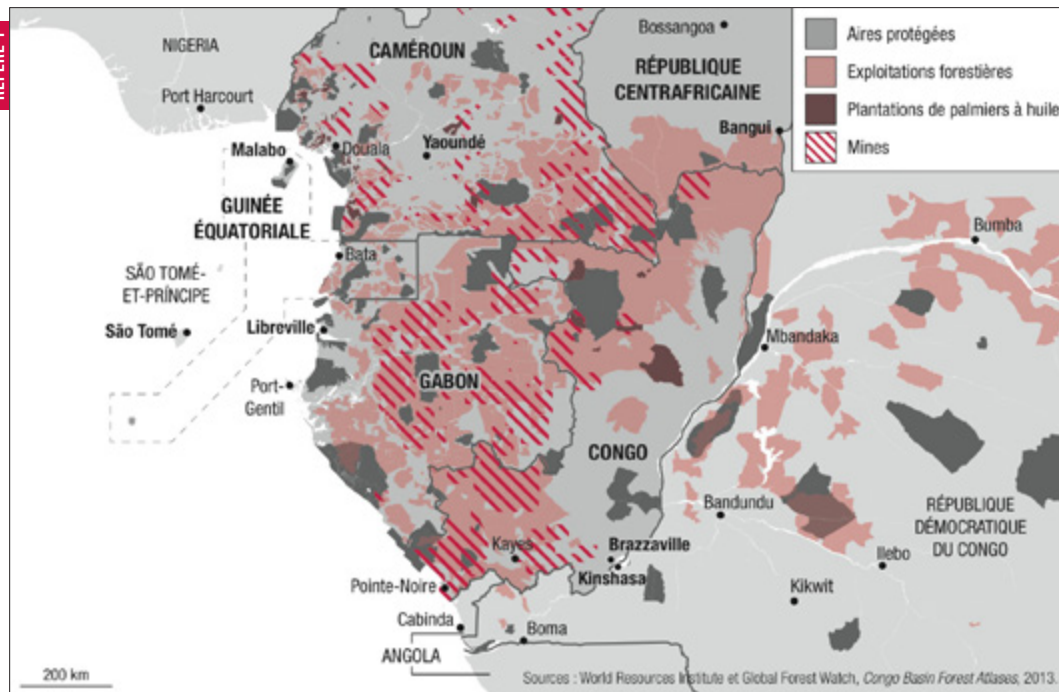 REPÈRE 1
NIGERIA
Port Harcourt
CAMÉROUN
Bossangoa
RÉPUBLIQUE
CENTRAFRICAINE
Bangui
Aires protégées
Exploitations forestières
Plantations de palmiers à huile
Mines
Malabo
Douala
Yaoundé
GUINÉE
ÉQUATORIALE
Bata
SÃO TOMÉ-
ET-PRÍNCIPE
São Tomé
Libreville
Port-
Gentil
GABON
CONGO
Bumba
Mbandaka
Bandundu
RÉPUBLIQUE
DÉMOCRATIQUE
DU CONGO
Ilebo
Kikwit
Kayes
Brazzaville
Kinshasa
Pointe-Noire
Cabinda
Boma
ANGOLA
200 km
Sources : World Resources Institute et Global Forest Watch, Congo Basin Forest Atlases, 2013.